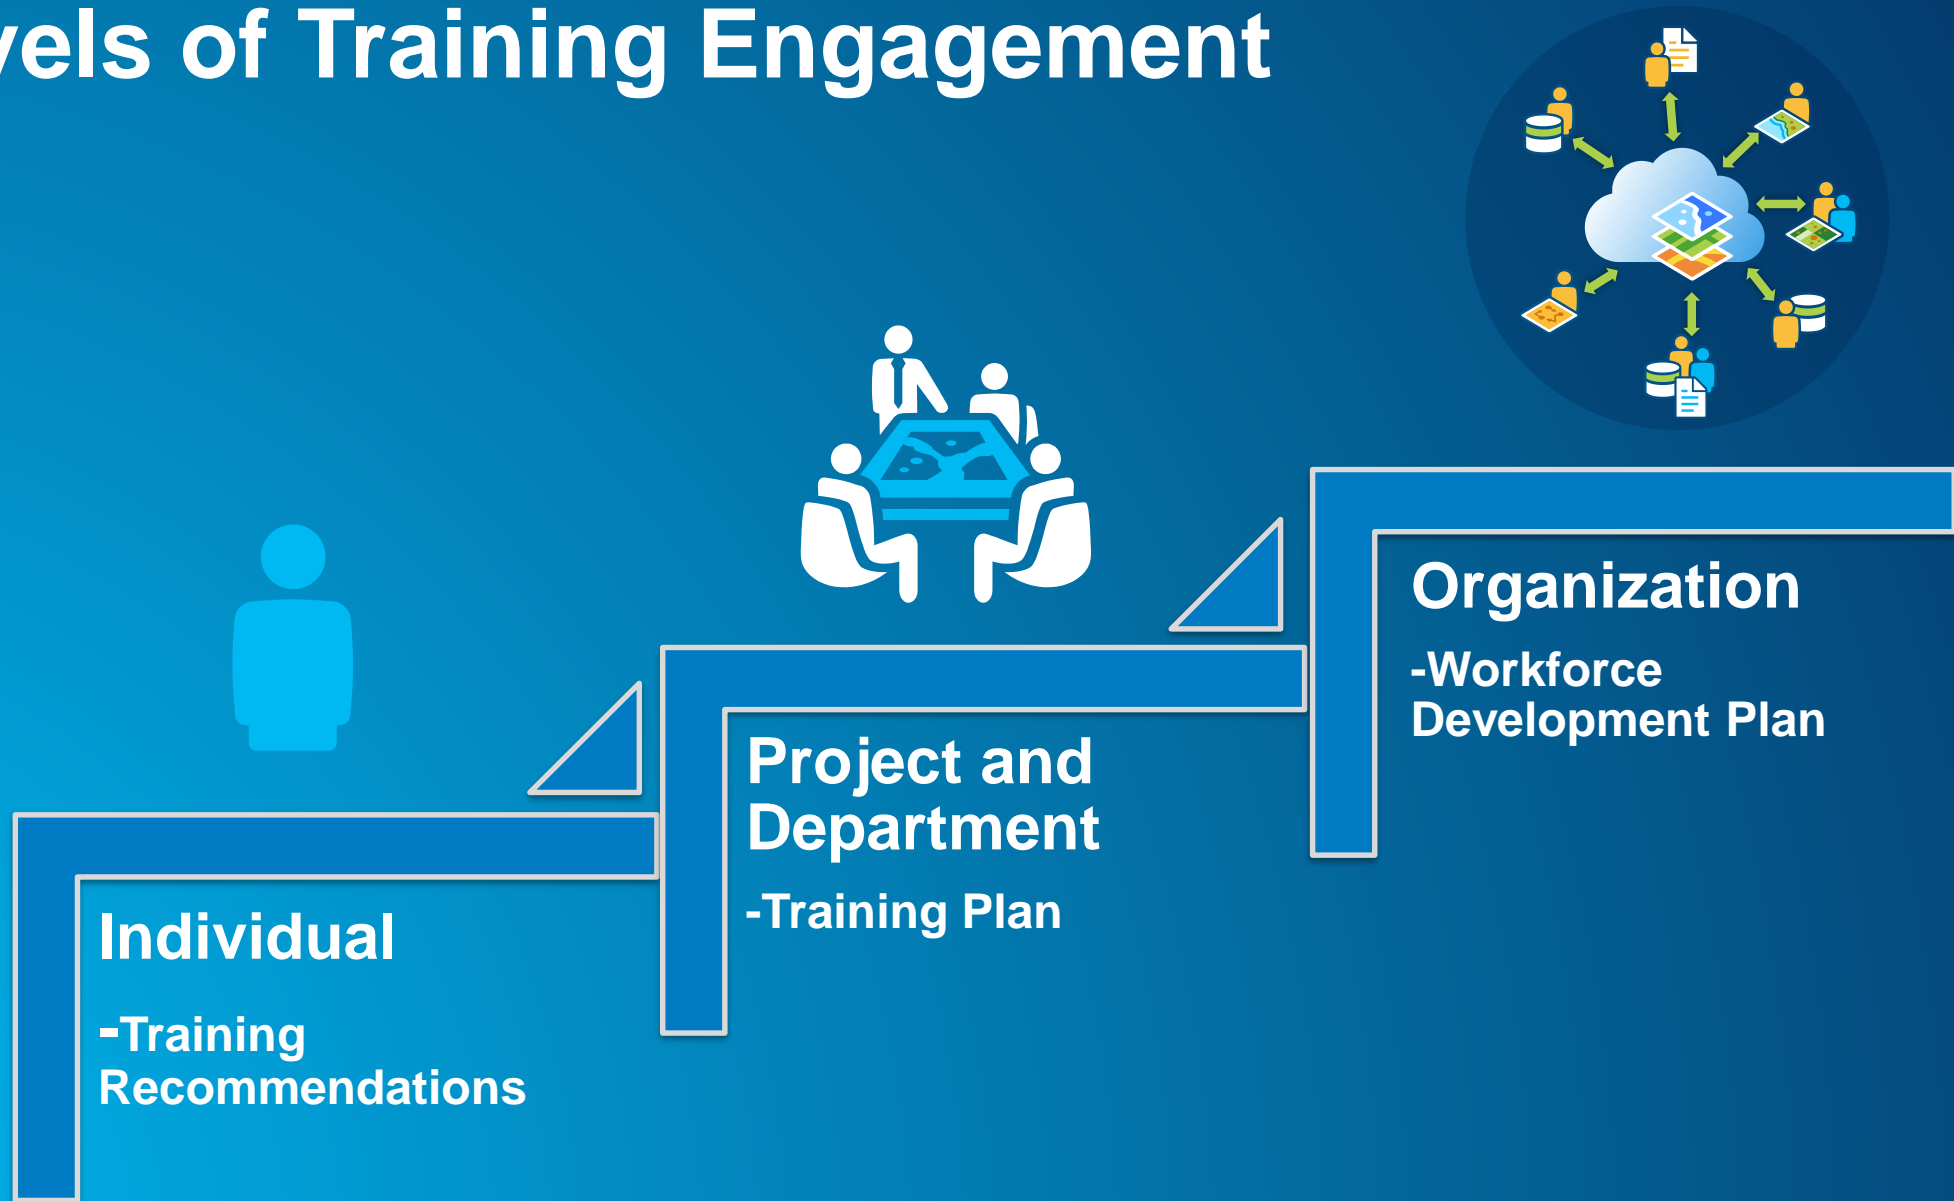 vels of Training Engagement
Organization
-Workforce
Development Plan
Project and
Department
-Training Plan
Individual
-Training
Recommendations